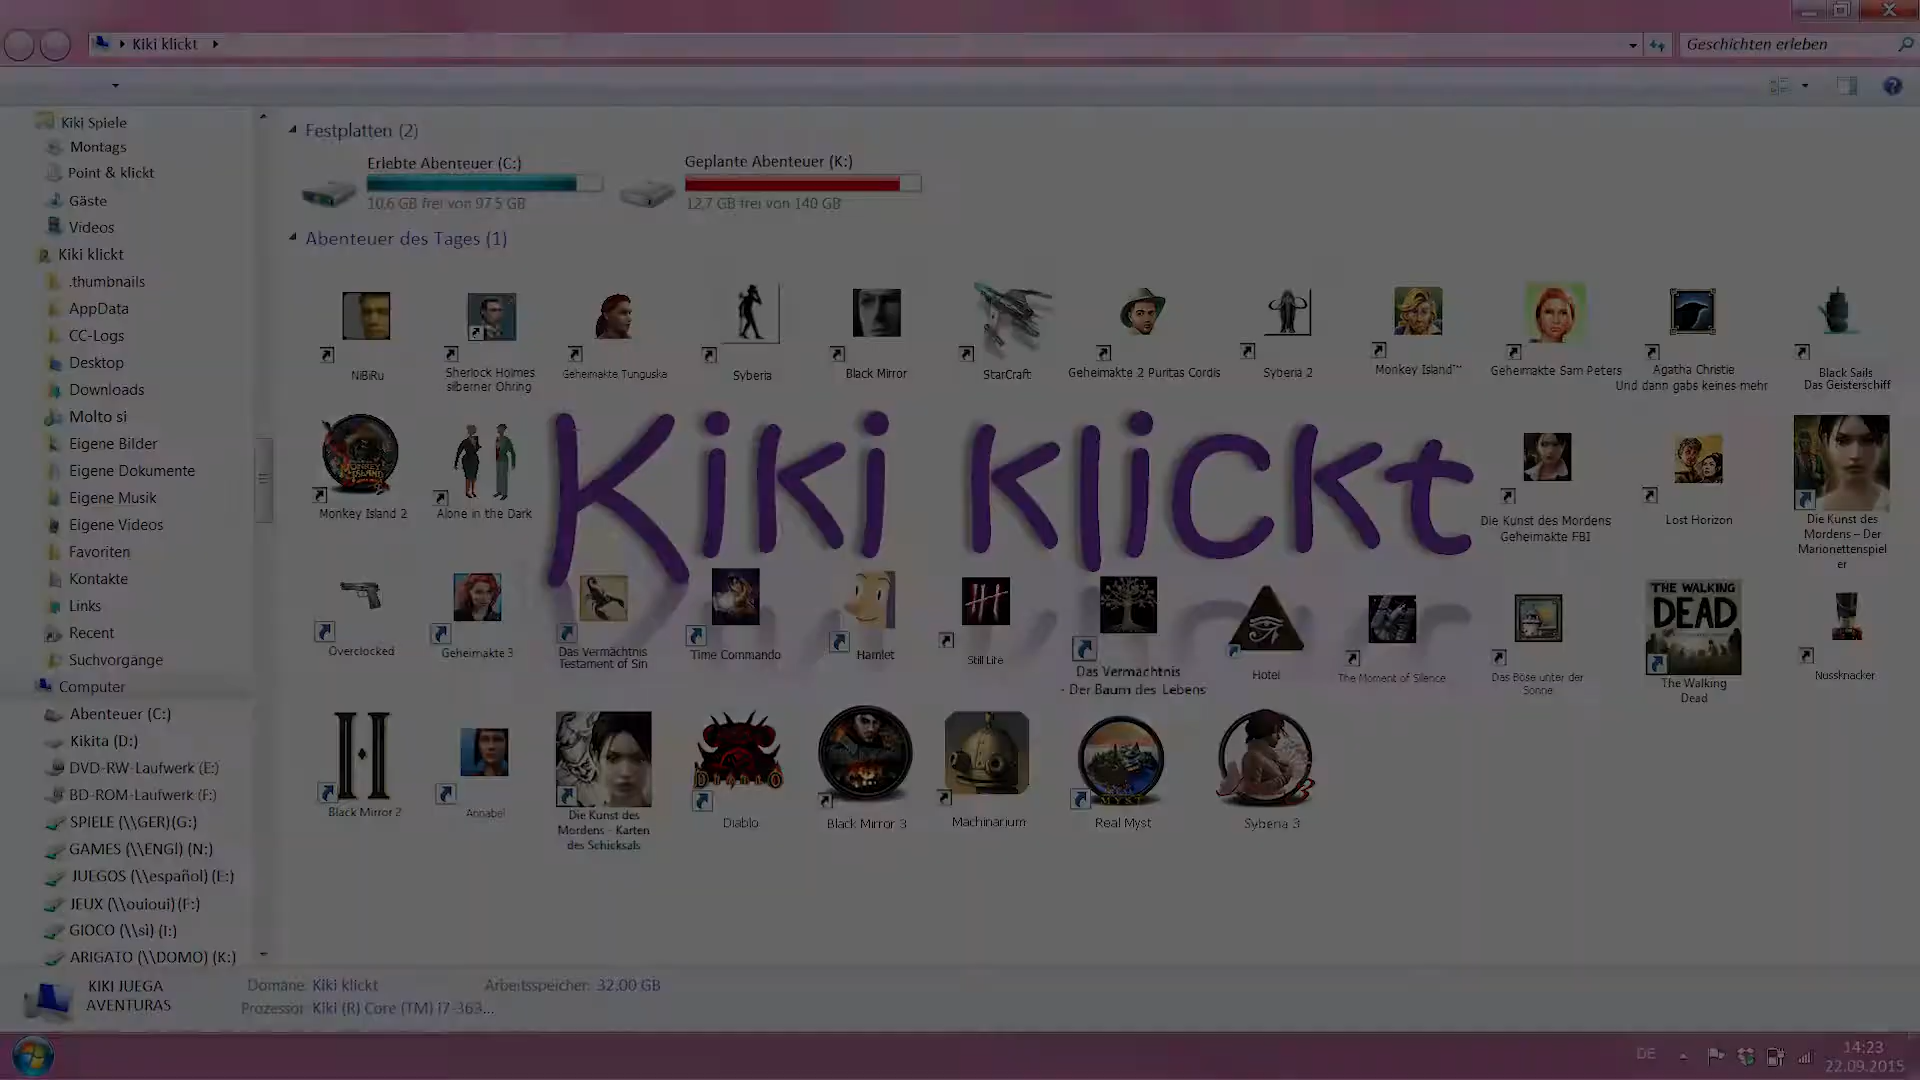 Kiki klickt
Geschichten erleben
Kiki Spiele
Montags
Point & klickt
Gäste
Videos
Kiki klickt
.thumbnails
AppData
CC-Logs
Desktop
Downloads
Molto si
Eigene Bilder
Eigene Dokumente
Eigene Musik
Eigene Videos
Favoriten
Kontakte
Links
Recent
Suchvorgänge
Computer
Abenteuer (C:)
Kikita (D:)
DVD-RW-Laufwerk (E:)
BD-ROM-Laufwerk (F:)
SPIELE (\\GER)(G:)
GAMES (\\ENGl) (N:)
JUEGOS (\\español) (E:)
JEUX (\\ouioui) (F:)
GIOCO (\\si) (I:)
ARIGATO (\\DOMO) (K:)
Festplatten (2)
Erlebte Abenteuer (C:)
10,6 GB frei von 97,5 GB
Geplante Abenteuer (K:)
12,7 GB frei von 140 GB
Abenteuer des Tages (1)
NiBiRu
Sherlock Holmes
silberner Ohrring
Geheimakte Tunguska
Syberia
Black Mirror
StarCraft
Geheimakte 2 Puritas Cordis
Syberia 2
Monkey Island™
Geheimakte Sam Peters
Agatha Christie
Und dann gabs keines mehr
Black Sails
Das Geisterschiff
Monkey Island 2
Alone in the Dark
Kiki klickt
Die Kunst des Mordens
Geheimakte FBI
Lost Horizon
Die Kunst des
Mordens – Der
Marionettenspiel
er
Overclocked
Geheimakte 3
Das Vermächtnis
Testament of Sin
Time Commando
Hamlet
Still Life
Das Vermächtnis
- Der Baum des Lebens
Hotel
The Moment of Silence
Das Böse unter der
Sonne
THE WALKING
DEAD
The Walking
Dead
Nussknacker
Black Mirror 2
Annabel
Die Kunst des
Mordens - Karten
des Schicksals
DIABLO
Diablo
Black Mirror 3
Machinarium
MYST
Real Myst
Syberia 3
KIKI JUEGA
AVENTURAS
Domäne: Kiki klickt
Arbeitsspeicher: 32,00 GB
Prozessor: Kiki (R) Core (TM) i7-363...
DE
14:23
22.09.2015